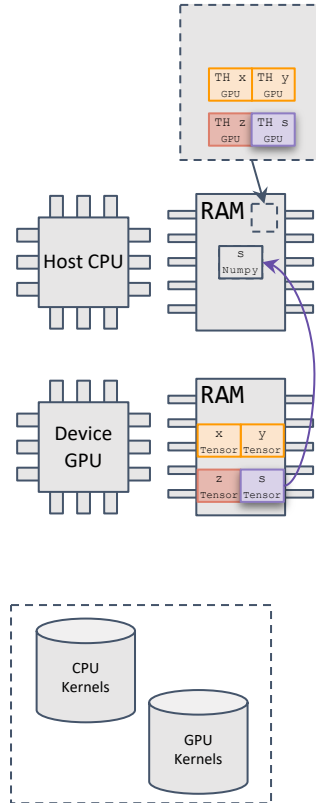 TH x TH y
GPU GPU
TH z TH s
GPU GPU
RAM
Host CPU
s
Numpy
RAM
Device
GPU
x y
Tensor Tensor
z s
Tensor Tensor
CPU
Kernels
GPU
Kernels